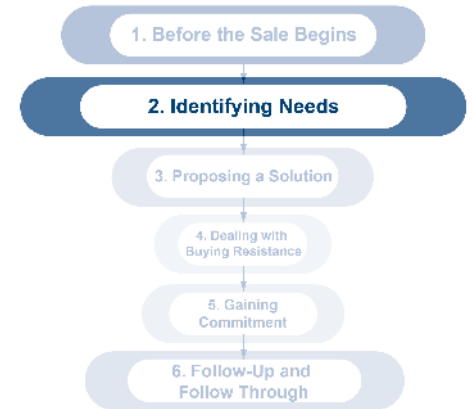 1. Before the Sale Begins
2. Identifying Needs
3. Proposing a Solution
4. Dealing with
Buying Resistance
5. Gaining
Commitment
6. Follow-Up and
Follow Through